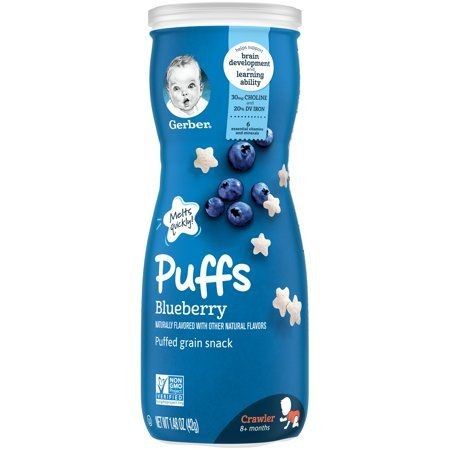 helps support
brain
development
and
learning
ability
30mg CHOLINE
and
20% DV IRON
6
essential vitamins
and minerals
Gerber®
Melts
quickly!
Puffs
Blueberry
NATURALLY FLAVORED WITH OTHER NATURAL FLAVORS
Puffed grain snack
NON
GMO
Project
VERIFIED
NET WT 1.48 OZ (42g)
Crawler
8+ months